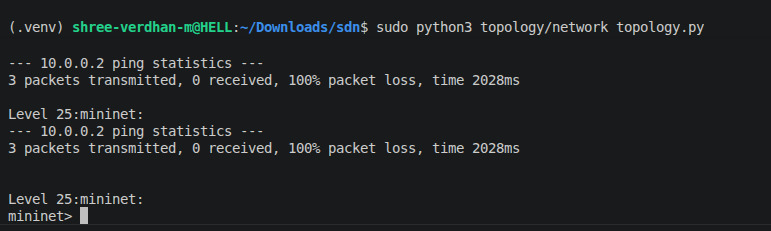 (.venv) shree-verdhan-m@HELL:~/Downloads/sdn$ sudo python3 topology/network topology.py
--- 10.0.0.2 ping statistics ---
3 packets transmitted, 0 received, 100% packet loss, time 2028ms
Level 25:mininet:
--- 10.0.0.2 ping statistics ---
3 packets transmitted, 0 received, 100% packet loss, time 2028ms
Level 25:mininet:
mininet>